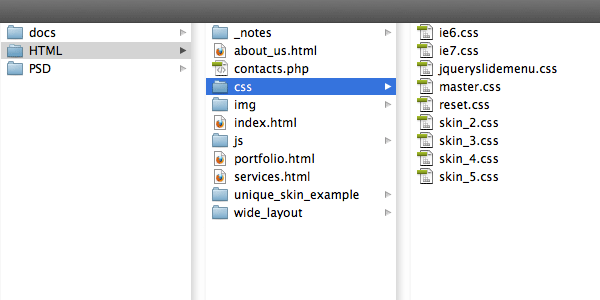 docs
HTML
PSD
_notes
about_us.html
contacts.php
css
img
index.html
js
portfolio.html
services.html
unique_skin_example
wide_layout
ie6.css
ie7.css
jqueryslidemenu.css
master.css
reset.css
skin_2.css
skin_3.css
skin_4.css
skin_5.css